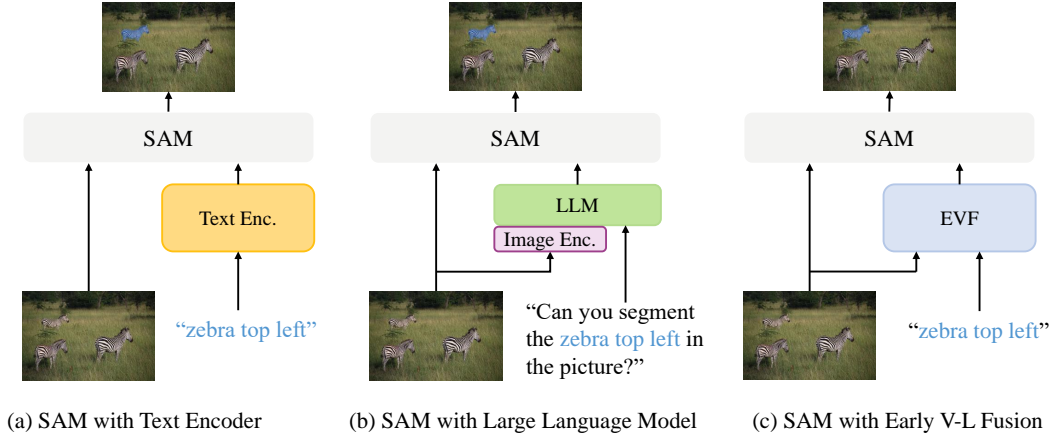 SAM
Text Enc.
“zebra top left”
(a) SAM with Text Encoder
SAM
LLM
Image Enc.
“Can you segment
the zebra top left in
the picture?”
(b) SAM with Large Language Model
SAM
EVF
“zebra top left”
(c) SAM with Early V-L Fusion